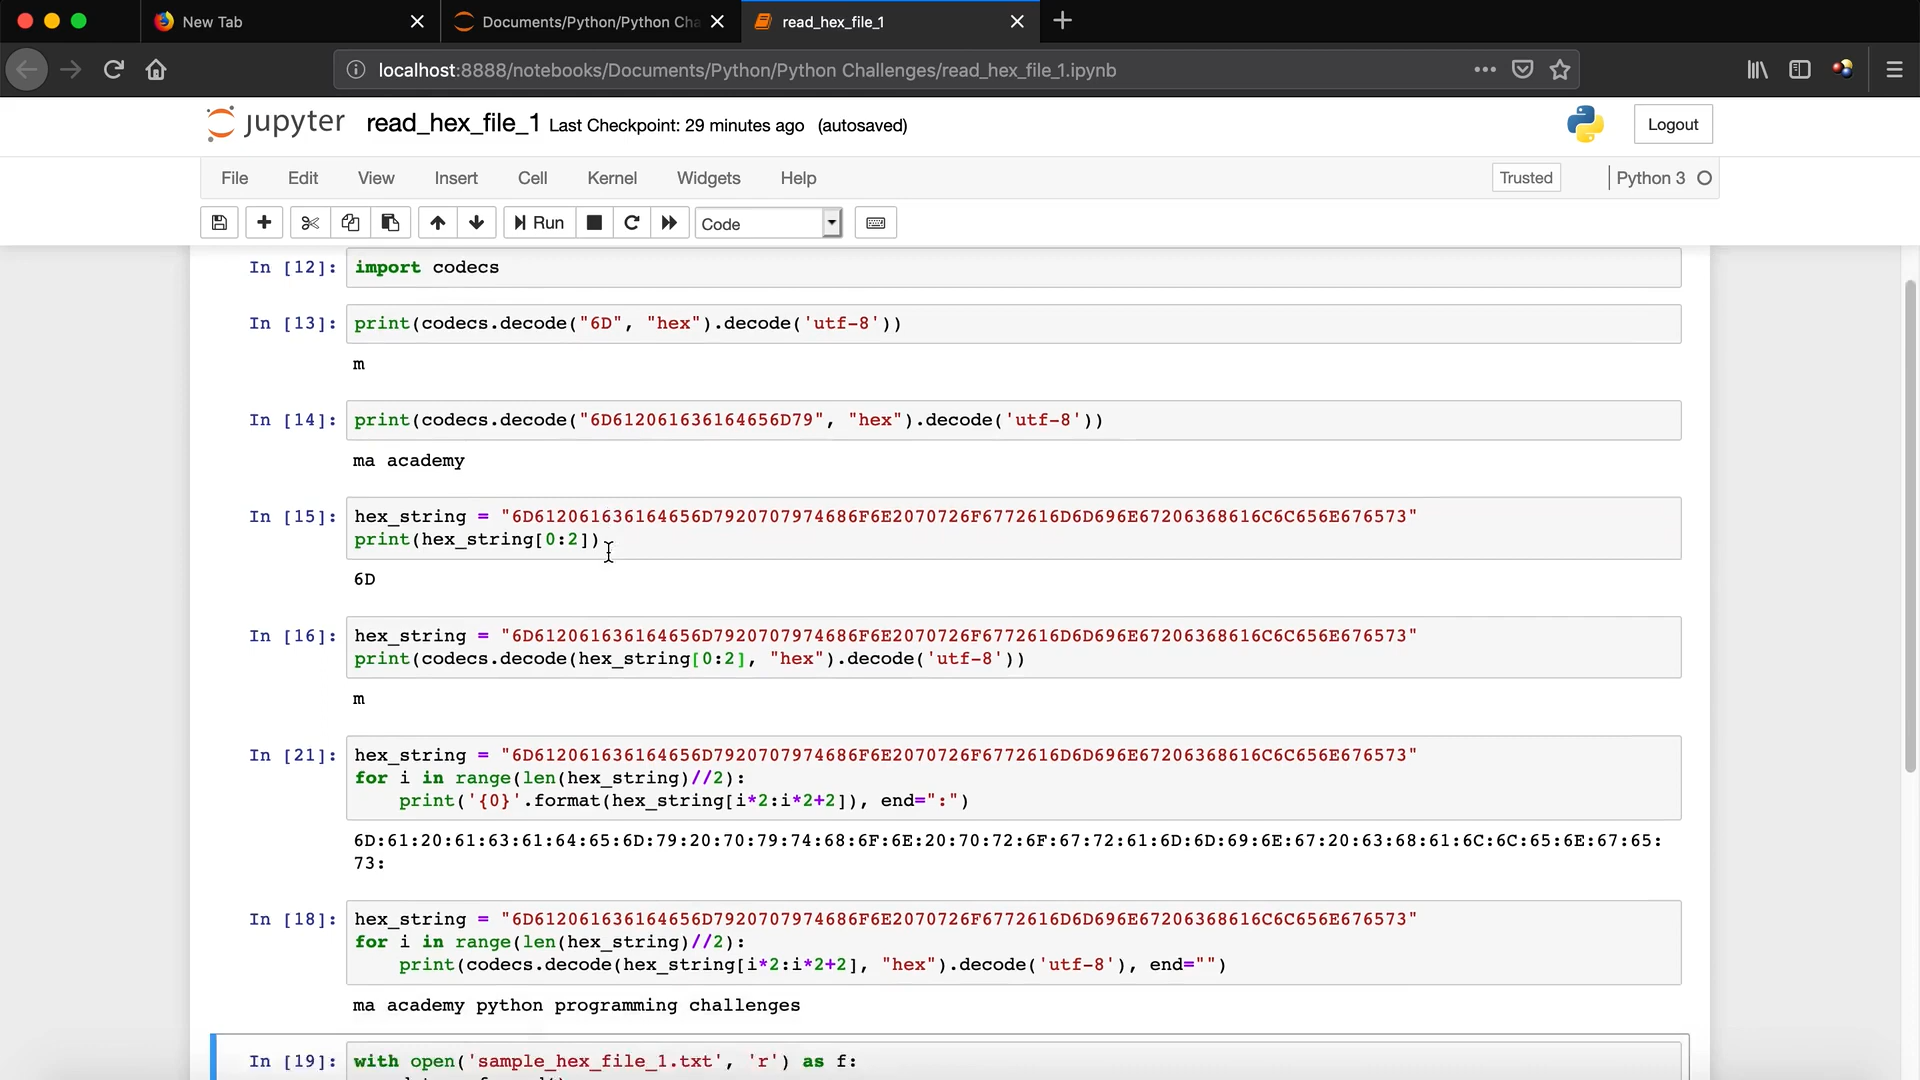 New Tab
Documents/Python/Python Cha
read_hex_file_1
localhost:8888/notebooks/Documents/Python/Python Challenges/read_hex_file_1.ipynb
jupyter read_hex_file_1 Last Checkpoint: 29 minutes ago (autosaved)
Logout
File Edit View Insert Cell Kernel Widgets Help
Trusted
Python 3
Run
Code
In [12]: import codecs
In [13]: print(codecs.decode("6D", "hex").decode('utf-8'))
m
In [14]: print(codecs.decode("6D612061636164656D79", "hex").decode('utf-8'))
ma academy
In [15]: hex_string = "6D612061636164656D7920707974686F6E2070726F6772616D6D696E67206368616C6C656E676573"
print(hex_string[0:2])
6D
In [16]: hex_string = "6D612061636164656D7920707974686F6E2070726F6772616D6D696E67206368616C6C656E676573"
print(codecs.decode(hex_string[0:2], "hex").decode('utf-8'))
m
In [21]: hex_string = "6D612061636164656D7920707974686F6E2070726F6772616D6D696E67206368616C6C656E676573"
for i in range(len(hex_string)//2):
print('{0}'.format(hex_string[i*2:i*2+2]), end=":")
6D:61:20:61:63:61:64:65:6D:79:20:70:79:74:68:6F:6E:20:70:72:6F:67:72:61:6D:6D:69:6E:67:20:63:68:61:6C:6C:65:6E:67:65:
73:
In [18]: hex_string = "6D612061636164656D7920707974686F6E2070726F6772616D6D696E67206368616C6C656E676573"
for i in range(len(hex_string)//2):
print(codecs.decode(hex_string[i*2:i*2+2], "hex").decode('utf-8'), end="")
ma academy python programming challenges
In [19]: with open('sample_hex_file_1.txt', 'r') as f: